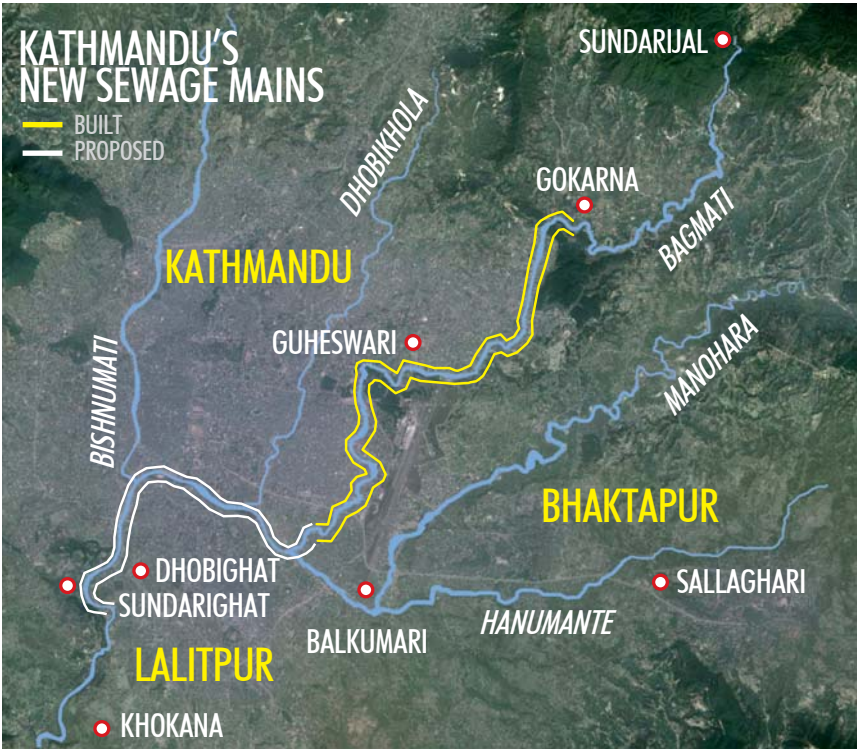 KATHMANDU'S
NEW SEWAGE MAINS
BUILT
PROPOSED
SUNDARIJAL
DHOBIKHOLA
GOKARNA
BAGMATI
KATHMANDU
GUHESWARI
MANOHARA
BISHNUMATI
BHAKTAPUR
DHOBIGHAT
SALLAGHARI
SUNDARIGHAT
HANUMANTE
BALKUMARI
LALITPUR
KHOKANA